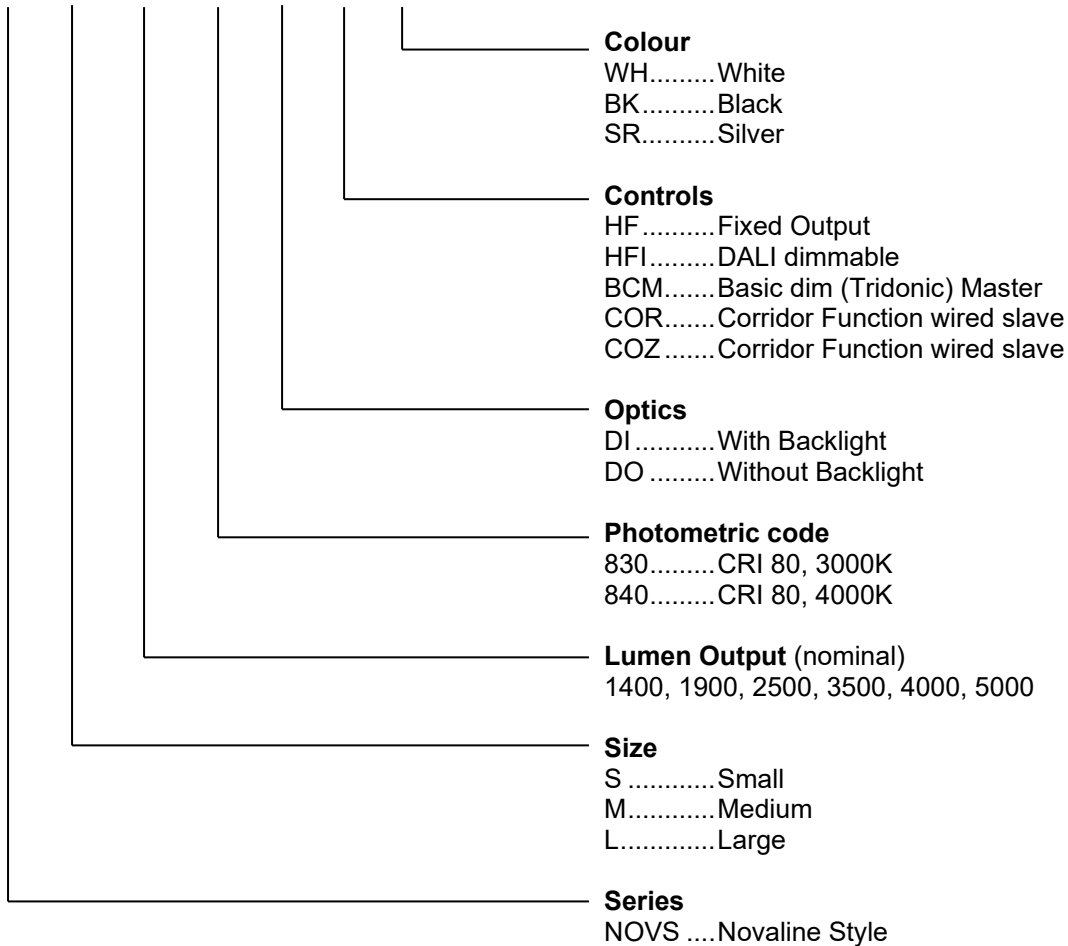 Colour
WH.........White
BK..........Black
SR..........Silver
Controls
HF..........Fixed Output
HFI.........DALI dimmable
BCM.......Basic dim (Tridonic) Master
COR.......Corridor Function wired slave
COZ.......Corridor Function wired slave
Optics
DI...........With Backlight
DO .........Without Backlight
Photometric code
830.........CRI 80, 3000K
840.........CRI 80, 4000K
Lumen Output (nominal)
1400, 1900, 2500, 3500, 4000, 5000
Size
S ............Small
M............Medium
L.............Large
Series
NOVS ....Novaline Style